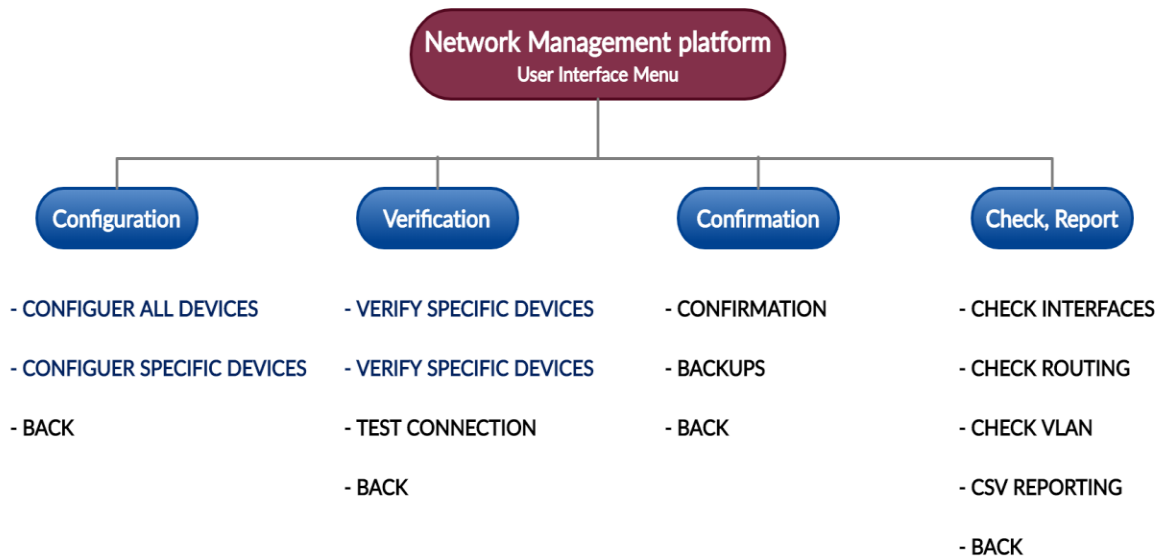 Network Management platform
User Interface Menu
Configuration
Verification
Confirmation
Check, Report
- CONFIGUER ALL DEVICES
- CONFIGUER SPECIFIC DEVICES
- BACK
- VERIFY SPECIFIC DEVICES
- VERIFY SPECIFIC DEVICES
- TEST CONNECTION
- BACK
- CONFIRMATION
- BACKUPS
- BACK
- CHECK INTERFACES
- CHECK ROUTING
- CHECK VLAN
- CSV REPORTING
- BACK